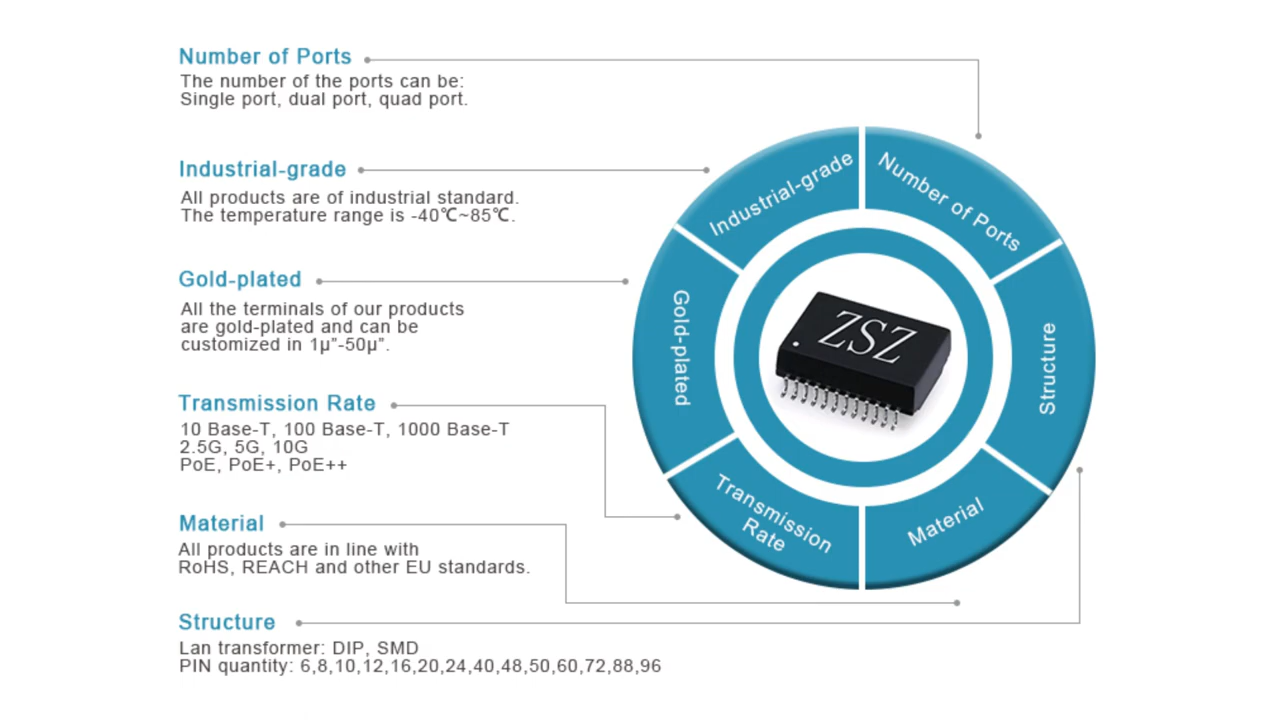 Number of Ports
The number of the ports can be:
Single port, dual port, quad port.
Industrial-grade
All products are of industrial standard.
The temperature range is -40℃~85℃.
Gold-plated
All the terminals of our products
are gold-plated and can be
customized in 1μ"-50μ".
Transmission Rate
10 Base-T, 100 Base-T, 1000 Base-T
2.5G, 5G, 10G
PoE, PoE+, PoE++
Material
All products are in line with
RoHS, REACH and other EU standards.
Structure
Lan transformer: DIP, SMD
PIN quantity: 6,8,10,12,16,20,24,40,48,50,60,72,88,96
Industrial-grade
Number of Ports
Gold-plated
Structure
Transmission
Rate
Material
ZSZ